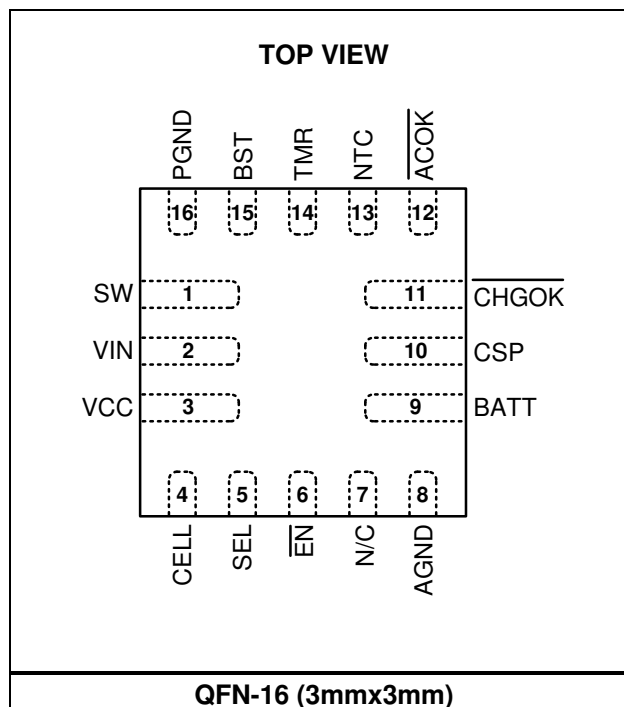 TOP VIEW
PGND
BST
TMR
NTC
ACOK
16
15
14
13
12
SW
1
11
CHGOK
VIN
2
10
CSP
VCC
3
9
BATT
4
5
6
7
8
CELL
SEL
EN
N/C
AGND
QFN-16 (3mmx3mm)